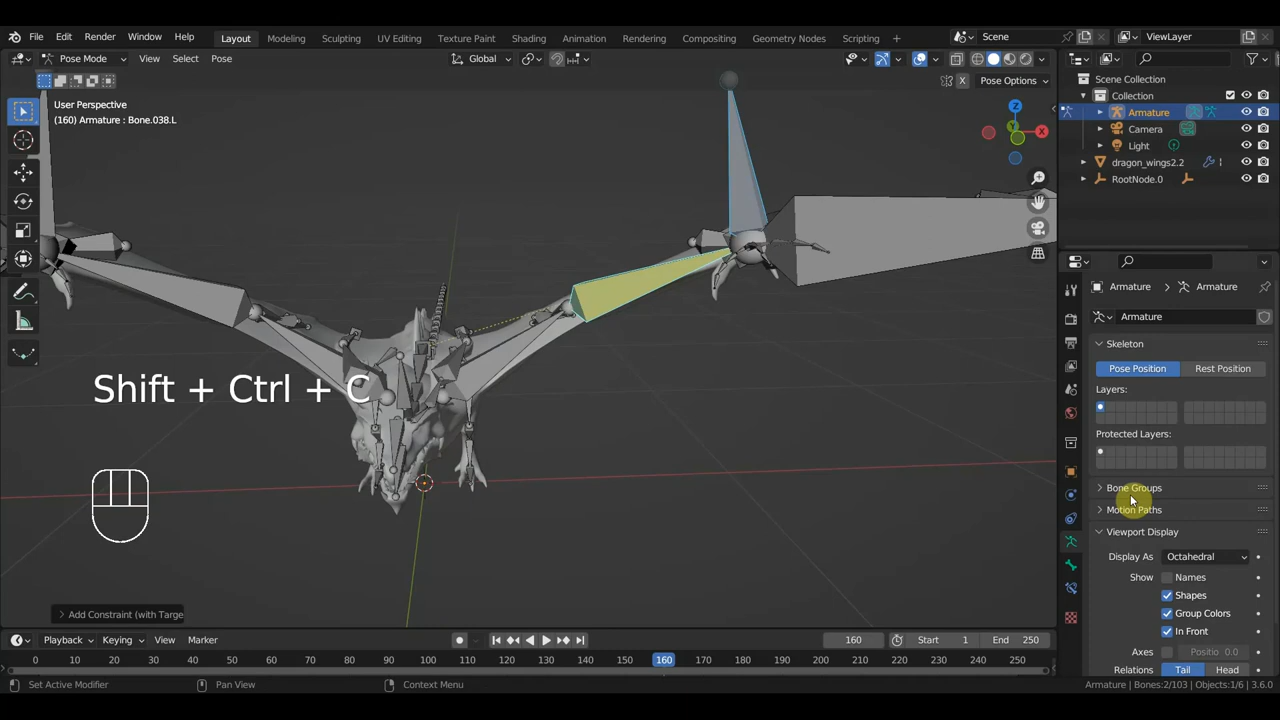 File Edit Render Window Help Layout Modeling Sculpting UV Editing Texture Paint Shading Animation Rendering Compositing Geometry Nodes Scripting + Scene ViewLayer
Pose Mode View Select Pose Global
X Pose Options
User Perspective
(160) Armature : Bone.038.L
Z
X
Y
Scene Collection
Collection
Armature
Camera
Light
dragon_wings2.2 1
RootNode.0
Armature > Armature
Armature
Skeleton
Pose Position Rest Position
Layers:
Protected Layers:
Bone Groups
Motion Paths
Viewport Display
Display As Octahedral
Show Names
Shapes
Group Colors
In Front
Axes Positio 0.0
Relations Tail Head
Shift + Ctrl + C
> Add Constraint (with Targe
Playback Keying View Marker 160 Start 1 End 250
0 10 20 30 40 50 60 70 80 90 100 110 120 130 140 150 160 170 180 190 200 210 220 230 240 250
Set Active Modifier Pan View Context Menu Armature | Bones:2/103 | Objects:1/6 | 3.6.0